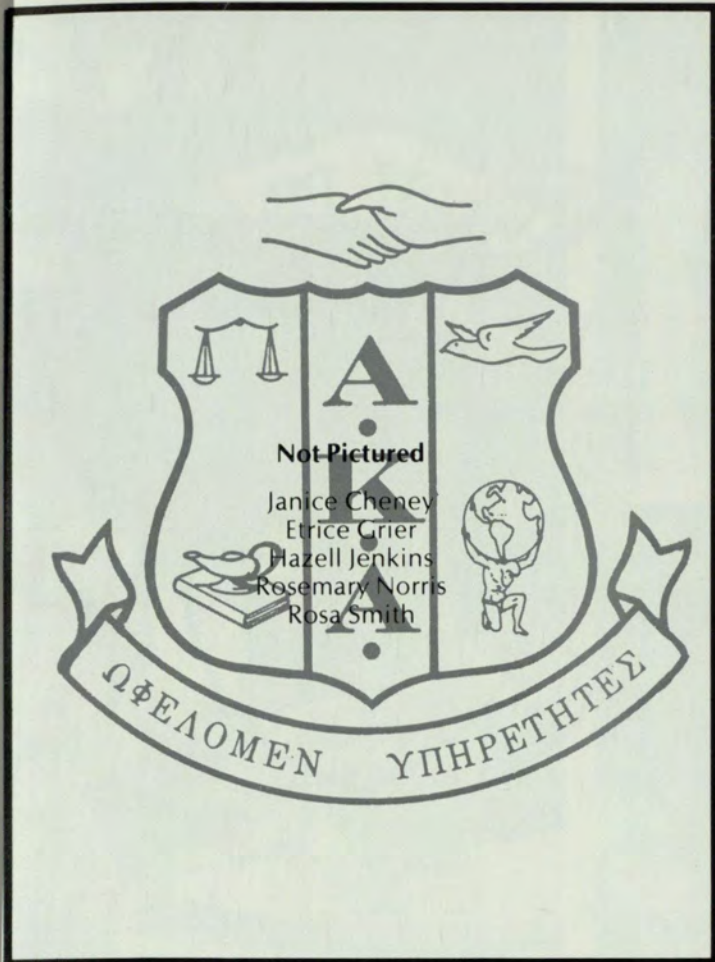 Α
Not Pictured
Janice Cheney
Κ
Etrice Grier
Hazell Jenkins
Rosemary Norris
Α
Rosa Smith
ΩΦΕΛΟΜΕΝ ΥΠΗΡΕΤΗΤΕΣ